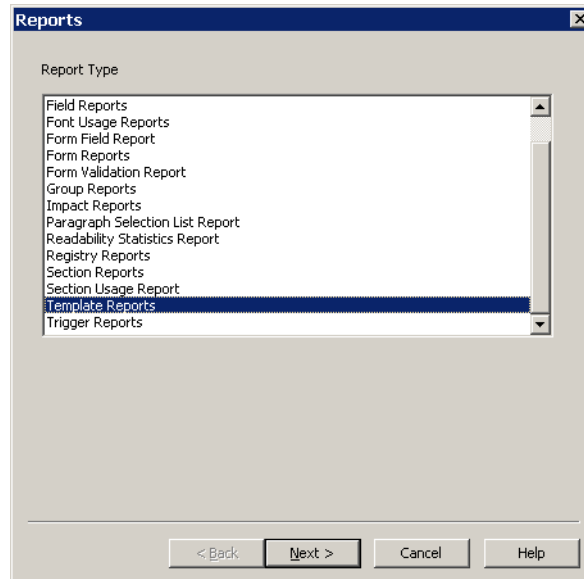 Reports
Report Type
Field Reports
Font Usage Reports
Form Field Report
Form Reports
Form Validation Report
Group Reports
Impact Reports
Paragraph Selection List Report
Readability Statistics Report
Registry Reports
Section Reports
Section Usage Report
Template Reports
Trigger Reports
< Back Next > Cancel Help